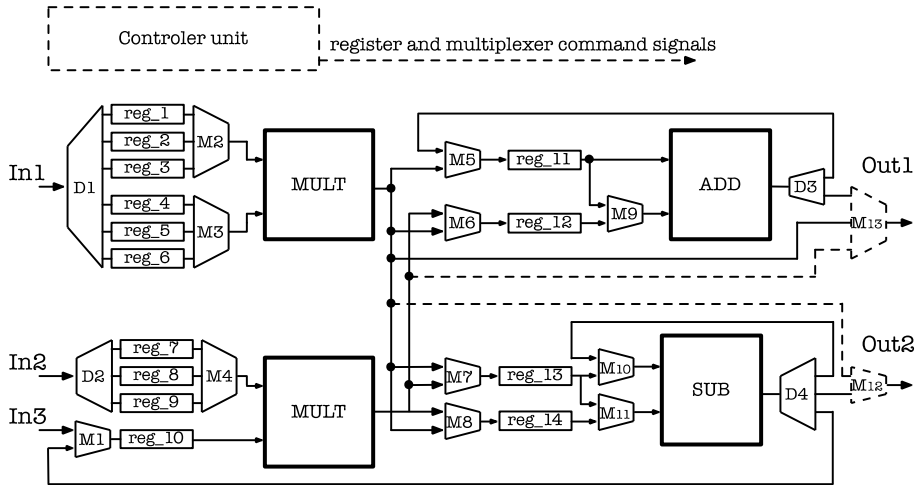 Controler unit
register and multiplexer command signals
In1
D1
reg_1
reg_2
reg_3
reg_4
reg_5
reg_6
M2
M3
MULT
M5
reg_11
M6
reg_12
M9
ADD
D3
Out1
M13
In2
D2
reg_7
reg_8
reg_9
M4
In3
M1
reg_10
MULT
M7
reg_13
M8
reg_14
M10
M11
SUB
D4
Out2
M12